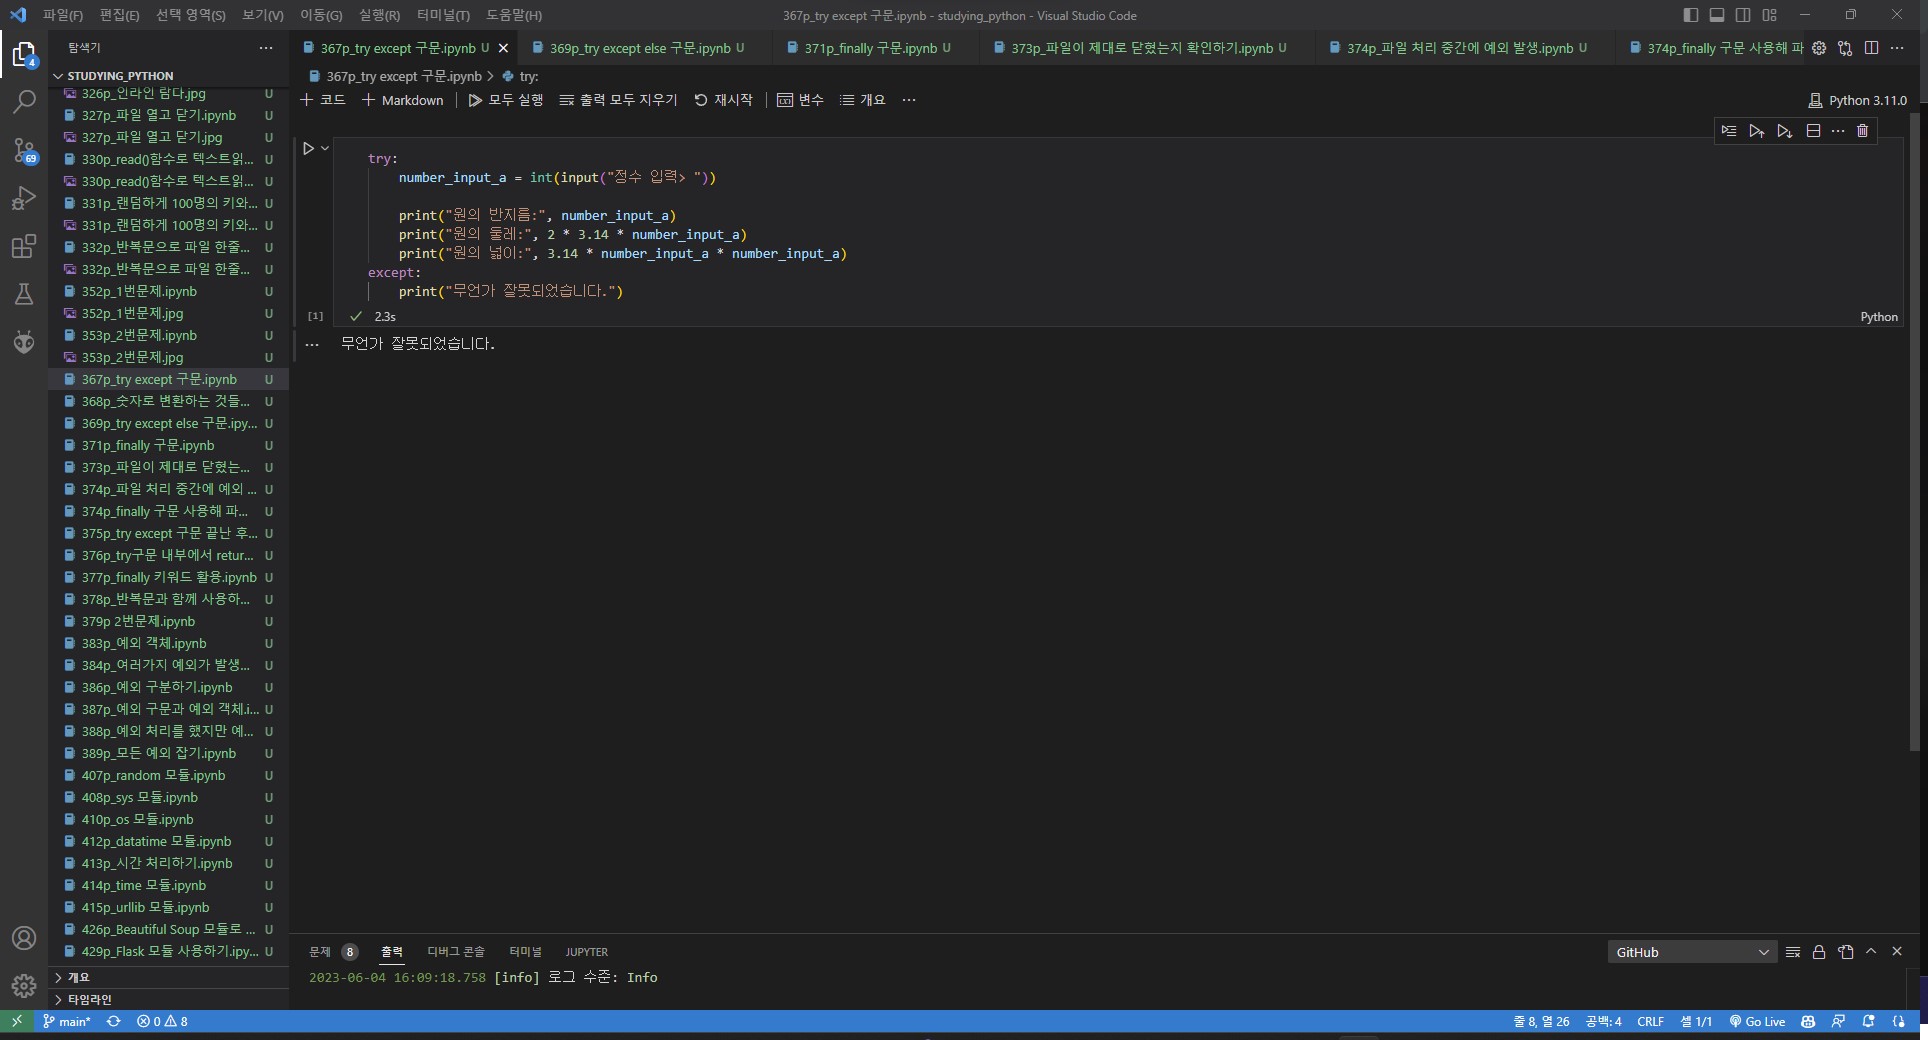 파일(F) 편집(E) 선택 영역(S) 보기(V) 이동(G) 실행(R) 터미널(T) 도움말(H) 367p_try except 구문.ipynb - studying_python - Visual Studio Code
탐색기
STUDYING_PYTHON
326p_인라인 람다.jpg U
327p_파일 열고 닫기.ipynb U
327p_파일 열고 닫기.jpg U
330p_read()함수로 텍스트읽... U
330p_read()함수로 텍스트읽... U
331p_랜덤하게 100명의 키와... U
331p_랜덤하게 100명의 키와... U
332p_반복문으로 파일 한줄... U
332p_반복문으로 파일 한줄... U
352p_1번문제.ipynb U
352p_1번문제.jpg U
353p_2번문제.ipynb U
353p_2번문제.jpg U
367p_try except 구문.ipynb U
368p_숫자로 변환하는 것들... U
369p_try except else 구문.ipy... U
371p_finally 구문.ipynb U
373p_파일이 제대로 닫혔는... U
374p_파일 처리 중간에 예외 ... U
374p_finally 구문 사용해 파... U
375p_try except 구문 끝난 후... U
376p_try구문 내부에서 retur... U
377p_finally 키워드 활용.ipynb U
378p_반복문과 함께 사용하... U
379p 2번문제.ipynb U
383p_예외 객체.ipynb U
384p_여러가지 예외가 발생... U
386p_예외 구분하기.ipynb U
387p_예외 구문과 예외 객체.i... U
388p_예외 처리를 했지만 예... U
389p_모든 예외 잡기.ipynb U
407p_random 모듈.ipynb U
408p_sys 모듈.ipynb U
410p_os 모듈.ipynb U
412p_datatime 모듈.ipynb U
413p_시간 처리하기.ipynb U
414p_time 모듈.ipynb U
415p_urllib 모듈.ipynb U
426p_Beautiful Soup 모듈로 ... U
429p_Flask 모듈 사용하기.ipy... U
개요
타임라인
4
69
367p_try except 구문.ipynb U 369p_try except else 구문.ipynb U 371p_finally 구문.ipynb U 373p_파일이 제대로 닫혔는지 확인하기.ipynb U 374p_파일 처리 중간에 예외 발생.ipynb U 374p_finally 구문 사용해 파
367p_try except 구문.ipynb > try:
코드 Markdown 모두 실행 출력 모두 지우기 재시작 변수 개요 ... Python 3.11.0
try:
number_input_a = int(input("정수 입력> "))
print("원의 반지름:", number_input_a)
print("원의 둘레:", 2 * 3.14 * number_input_a)
print("원의 넓이:", 3.14 * number_input_a * number_input_a)
except:
print("무언가 잘못되었습니다.")
[1] 2.3s Python
무언가 잘못되었습니다.
문제 8 출력 디버그 콘솔 터미널 JUPYTER GitHub
2023-06-04 16:09:18.758 [info] 로그 수준: Info
main* 0 8 줄 8, 열 26 공백: 4 CRLF 셀 1/1 Go Live